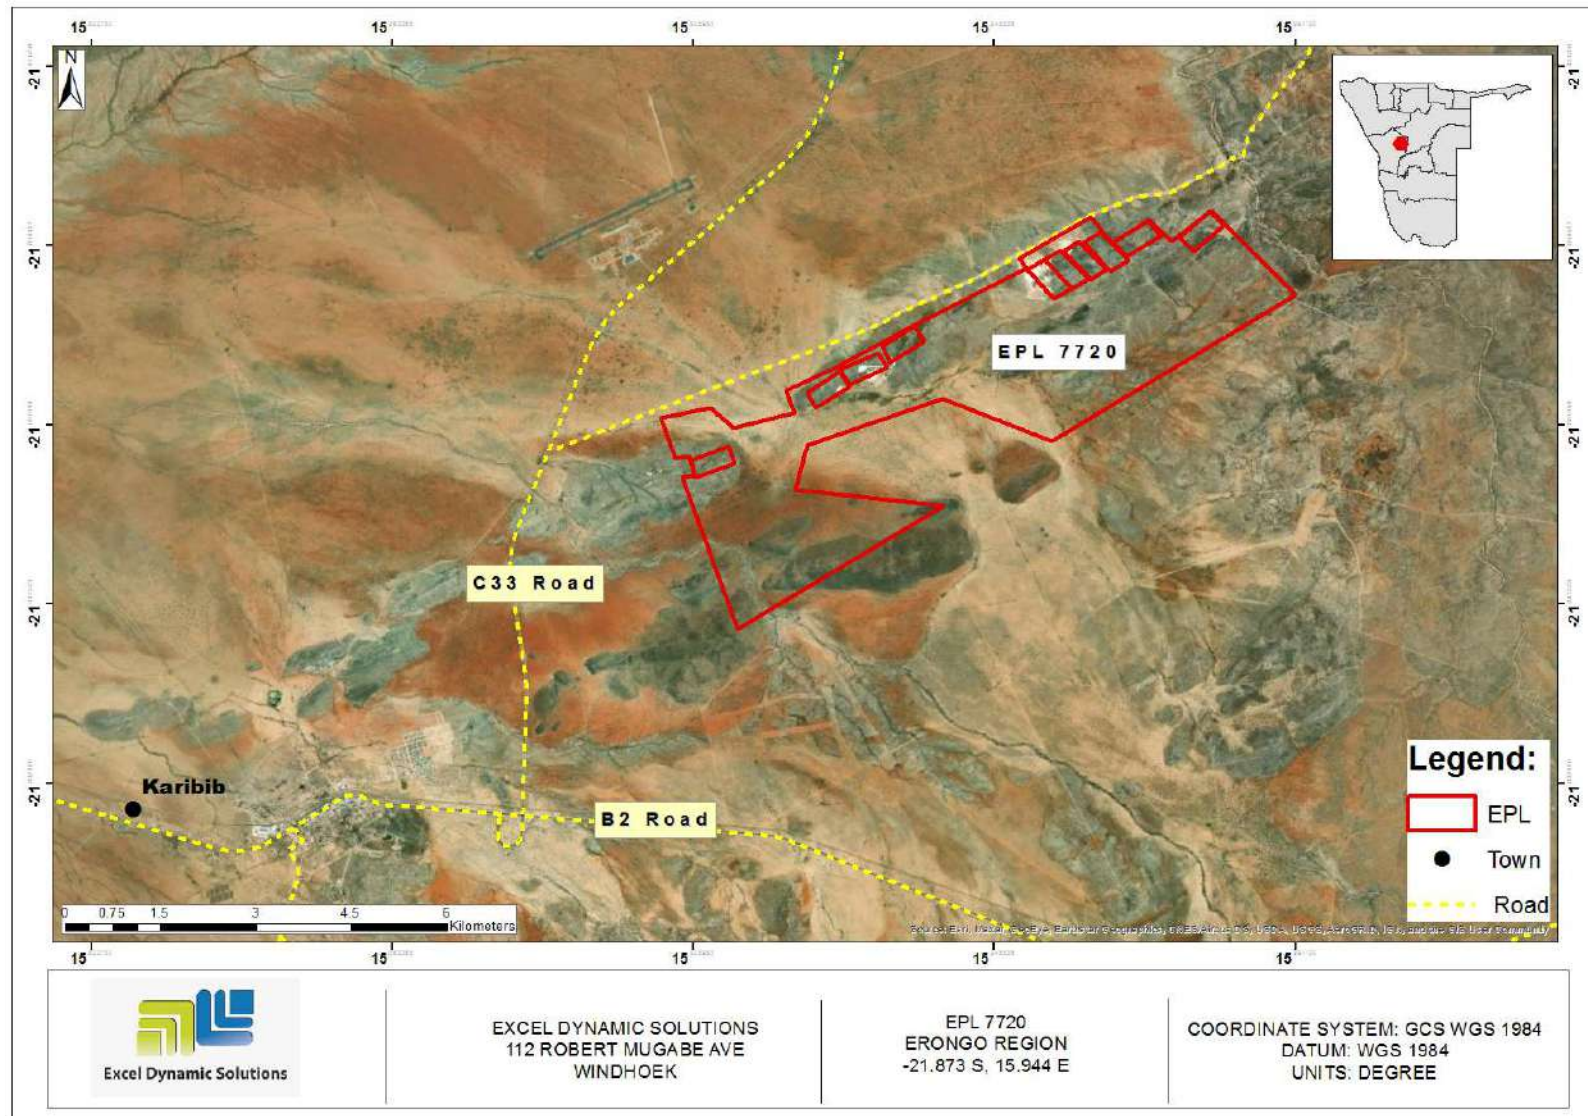 15 15 15 15 15
N
-21 -21
-21 -21
EPL 7720
-21 -21
C33 Road
-21 -21
Legend:
EPL
Town
Road
-21 -21
Karibib
B2 Road
0 0.75 1.5 3 4.5 6
Kilometers
15 15 15 15 15
Excel Dynamic Solutions
EXCEL DYNAMIC SOLUTIONS
112 ROBERT MUGABE AVE
WINDHOEK
EPL 7720
ERONGO REGION
-21.873 S, 15.944 E
COORDINATE SYSTEM: GCS WGS 1984
DATUM: WGS 1984
UNITS: DEGREE